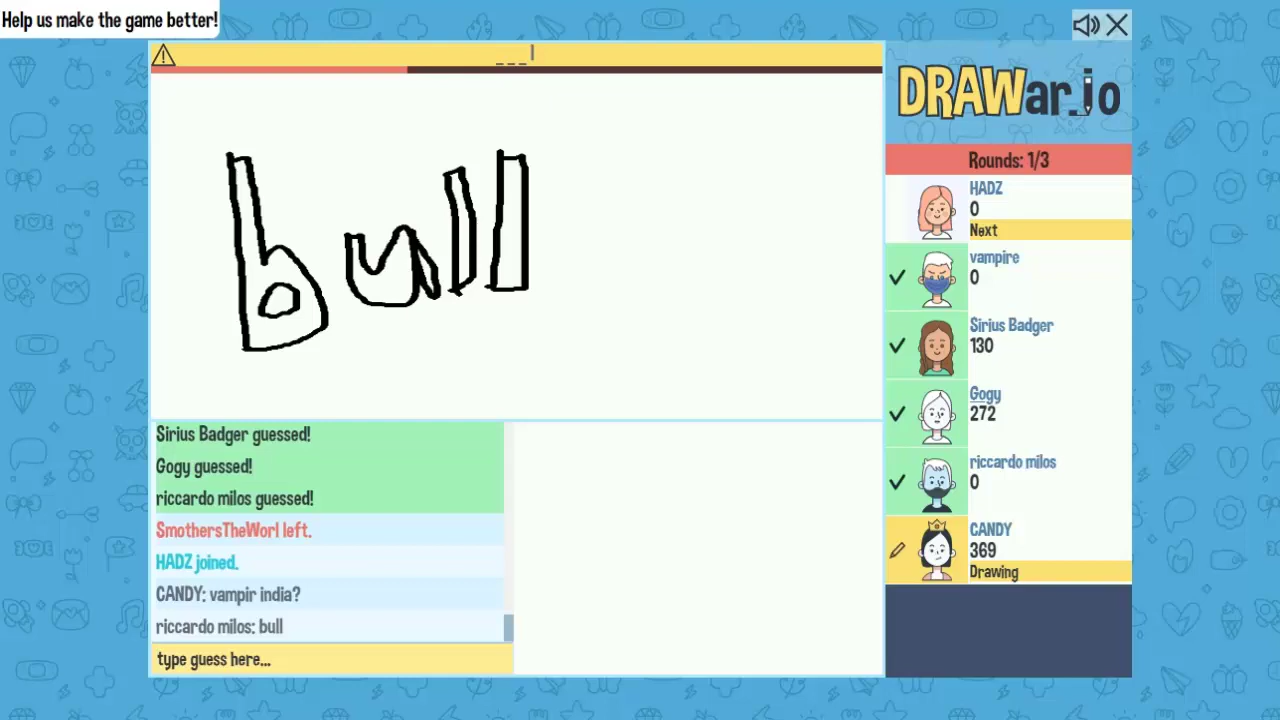 Help us make the game better!
_ _ _ l
DRAWar.io
bull
Rounds: 1/3
HADZ
0
Next
vampire
0
Sirius Badger
130
Gogy
272
riccardo milos
0
CANDY
369
Drawing
Sirius Badger guessed!
Gogy guessed!
riccardo milos guessed!
SmothersTheWorl left.
HADZ joined.
CANDY: vampir india?
riccardo milos: bull
type guess here...